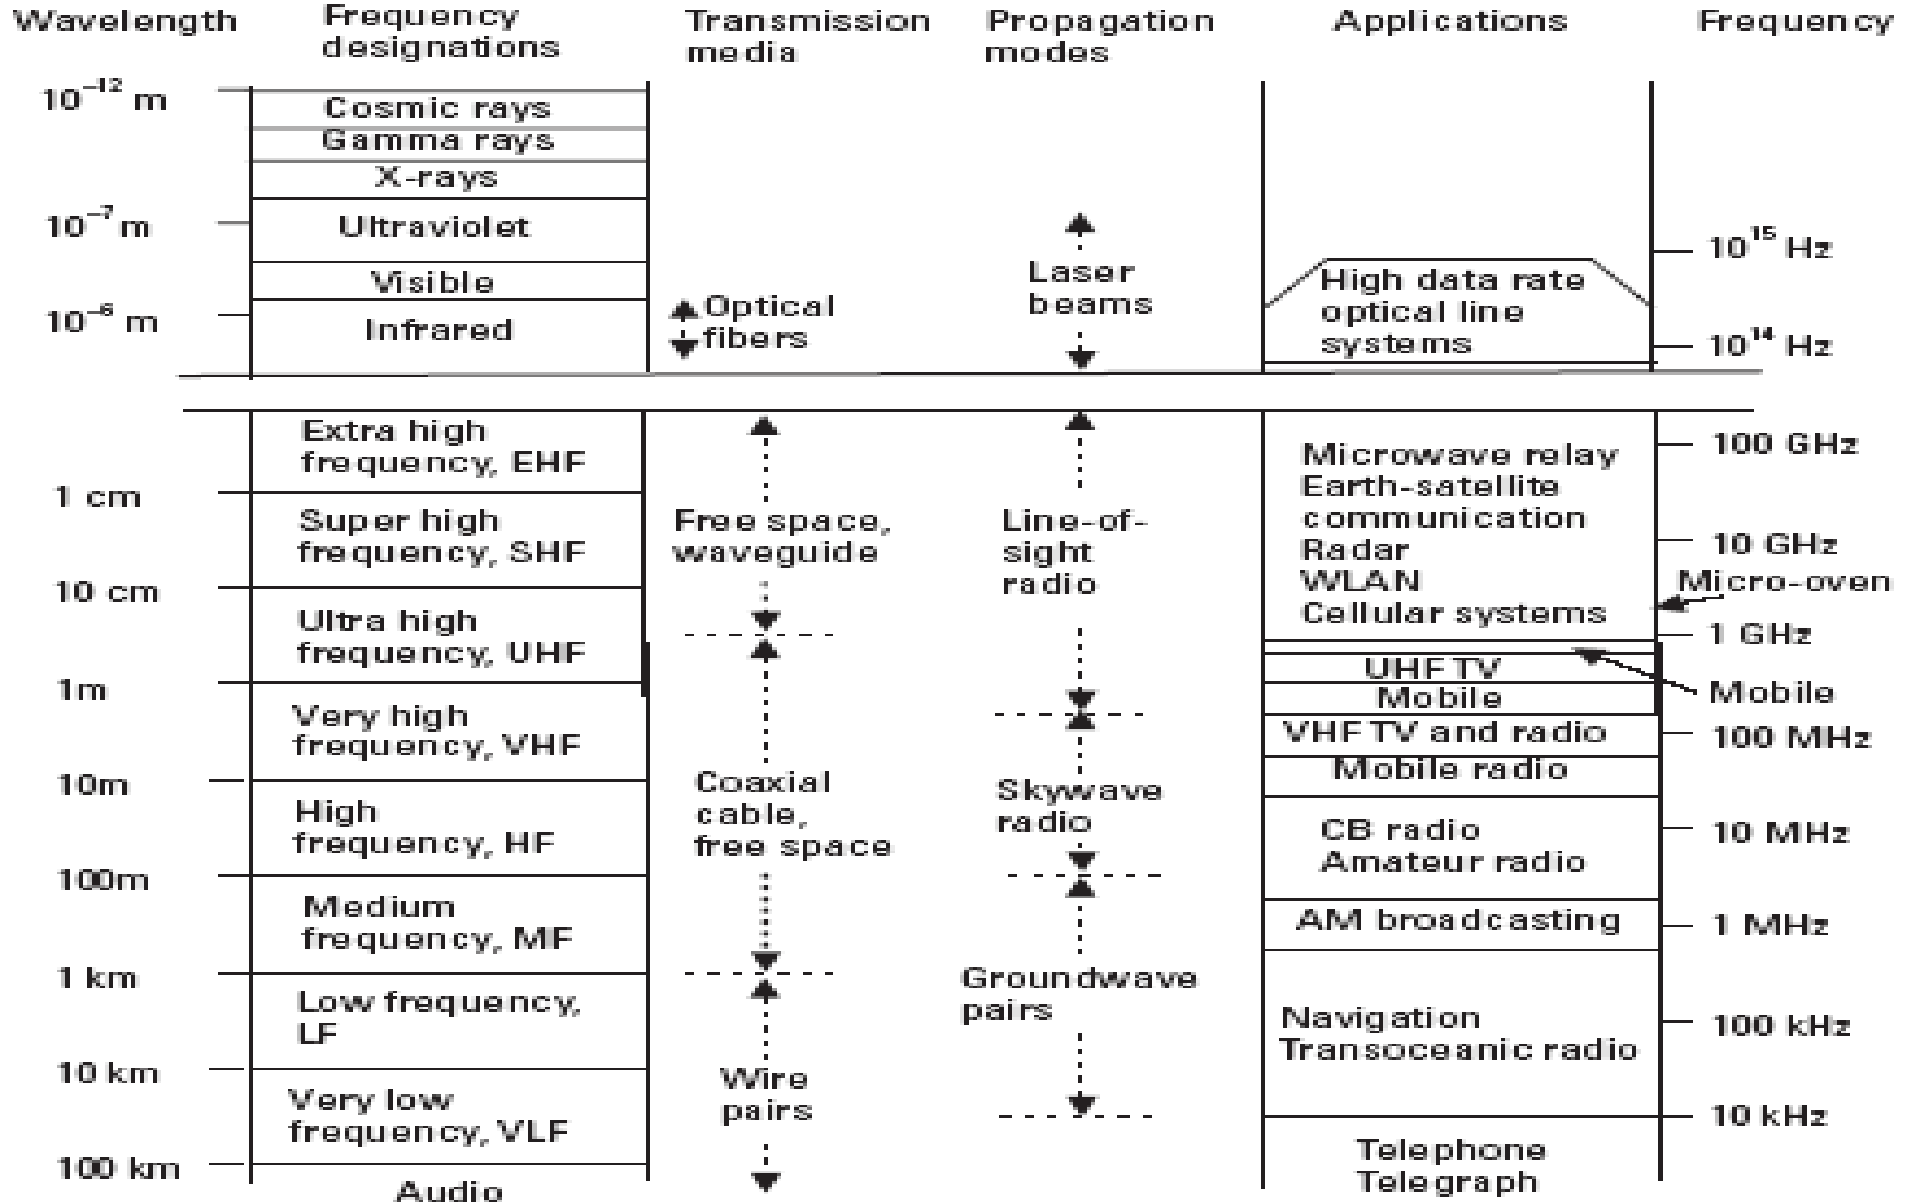 Wavelength
Frequency
designations
Transmission
media
Propagation
modes
Applications
Frequency
10⁻¹² m
10⁻⁷ m
10⁻⁶ m
1 cm
10 cm
1m
10m
100m
1 km
10 km
100 km
Cosmic rays
Gamma rays
X-rays
Ultraviolet
Visible
Infrared
Extra high
frequency, EHF
Super high
frequency, SHF
Ultra high
frequency, UHF
Very high
frequency, VHF
High
frequency, HF
Medium
frequency, MF
Low frequency,
LF
Very low
frequency, VLF
Audio
Optical
fibers
Free space,
waveguide
Coaxial
cable,
free space
Wire
pairs
Laser
beams
Line-of-
sight
radio
Skywave
radio
Groundwave
pairs
High data rate
optical line
systems
Microwave relay
Earth-satellite
communication
Radar
WLAN
Cellular systems
UHF TV
Mobile
VHF TV and radio
Mobile radio
CB radio
Amateur radio
AM broadcasting
Navigation
Transoceanic radio
Telephone
Telegraph
10¹⁵ Hz
10¹⁴ Hz
100 GHz
10 GHz
Micro-oven
1 GHz
Mobile
100 MHz
10 MHz
1 MHz
100 kHz
10 kHz